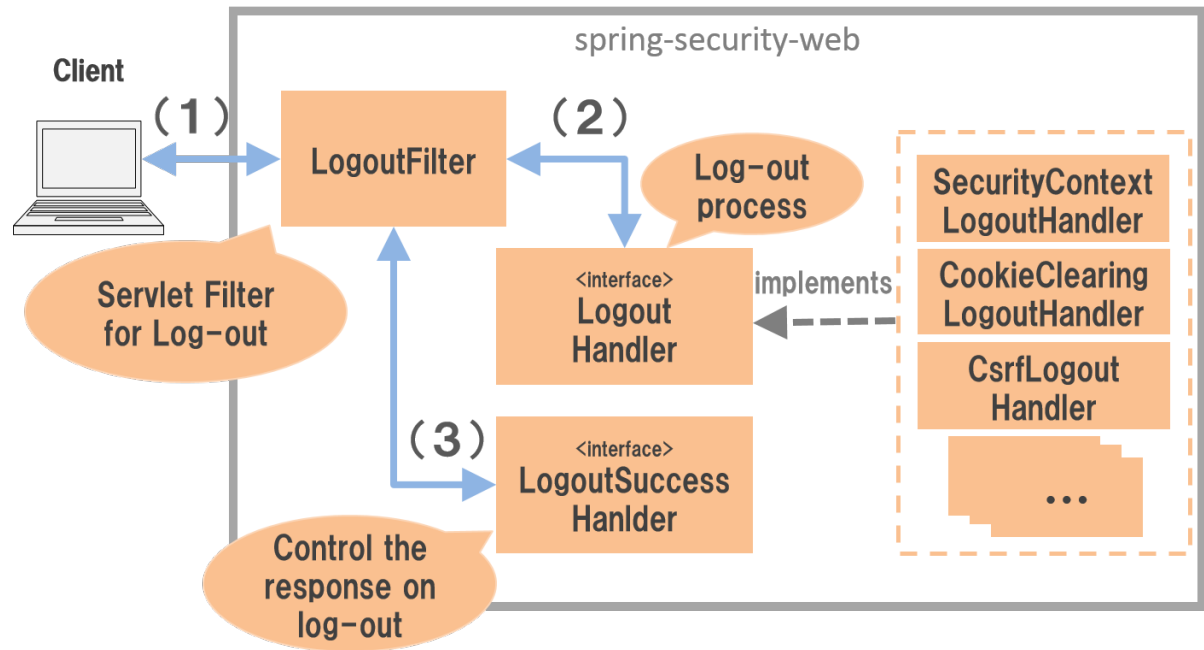 spring-security-web
Client
(1)
LogoutFilter
(2)
Log-out
process
Servlet Filter
for Log-out
<interface>
Logout
Handler
implements
SecurityContext
LogoutHandler
CookieClearing
LogoutHandler
CsrfLogout
Handler
...
(3)
<interface>
LogoutSuccess
Hanlder
Control the
response on
log-out